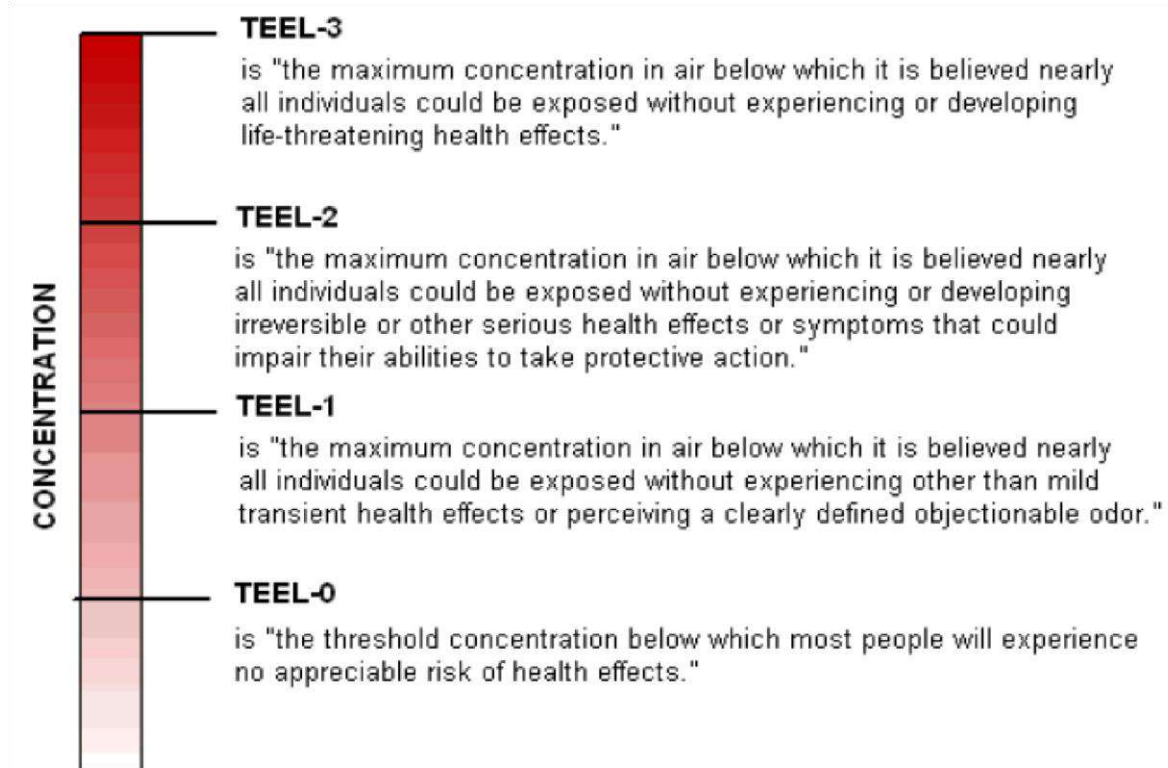 TEEL-3
is "the maximum concentration in air below which it is believed nearly
all individuals could be exposed without experiencing or developing
life-threatening health effects."
TEEL-2
is "the maximum concentration in air below which it is believed nearly
all individuals could be exposed without experiencing or developing
irreversible or other serious health effects or symptoms that could
impair their abilities to take protective action."
CONCENTRATION
TEEL-1
is "the maximum concentration in air below which it is believed nearly
all individuals could be exposed without experiencing other than mild
transient health effects or perceiving a clearly defined objectionable odor."
TEEL-0
is "the threshold concentration below which most people will experience
no appreciable risk of health effects."